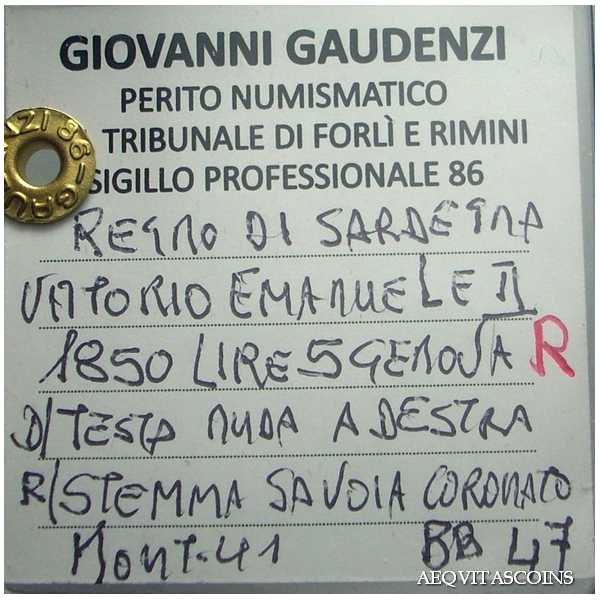 GIOVANNI GAUDENZI
PERITO NUMISMATICO
TRIBUNALE DI FORLÌ E RIMINI
SIGILLO PROFESSIONALE 86
REGNO DI SARDEGNA
VITTORIO EMANUELE II
1850 LIRE 5 GENOVA R
D/TESTA NUDA A DESTRA
R/STEMMA SAVOIA CORONATO
MONT-41 BB 47
AEQVITASCOINS